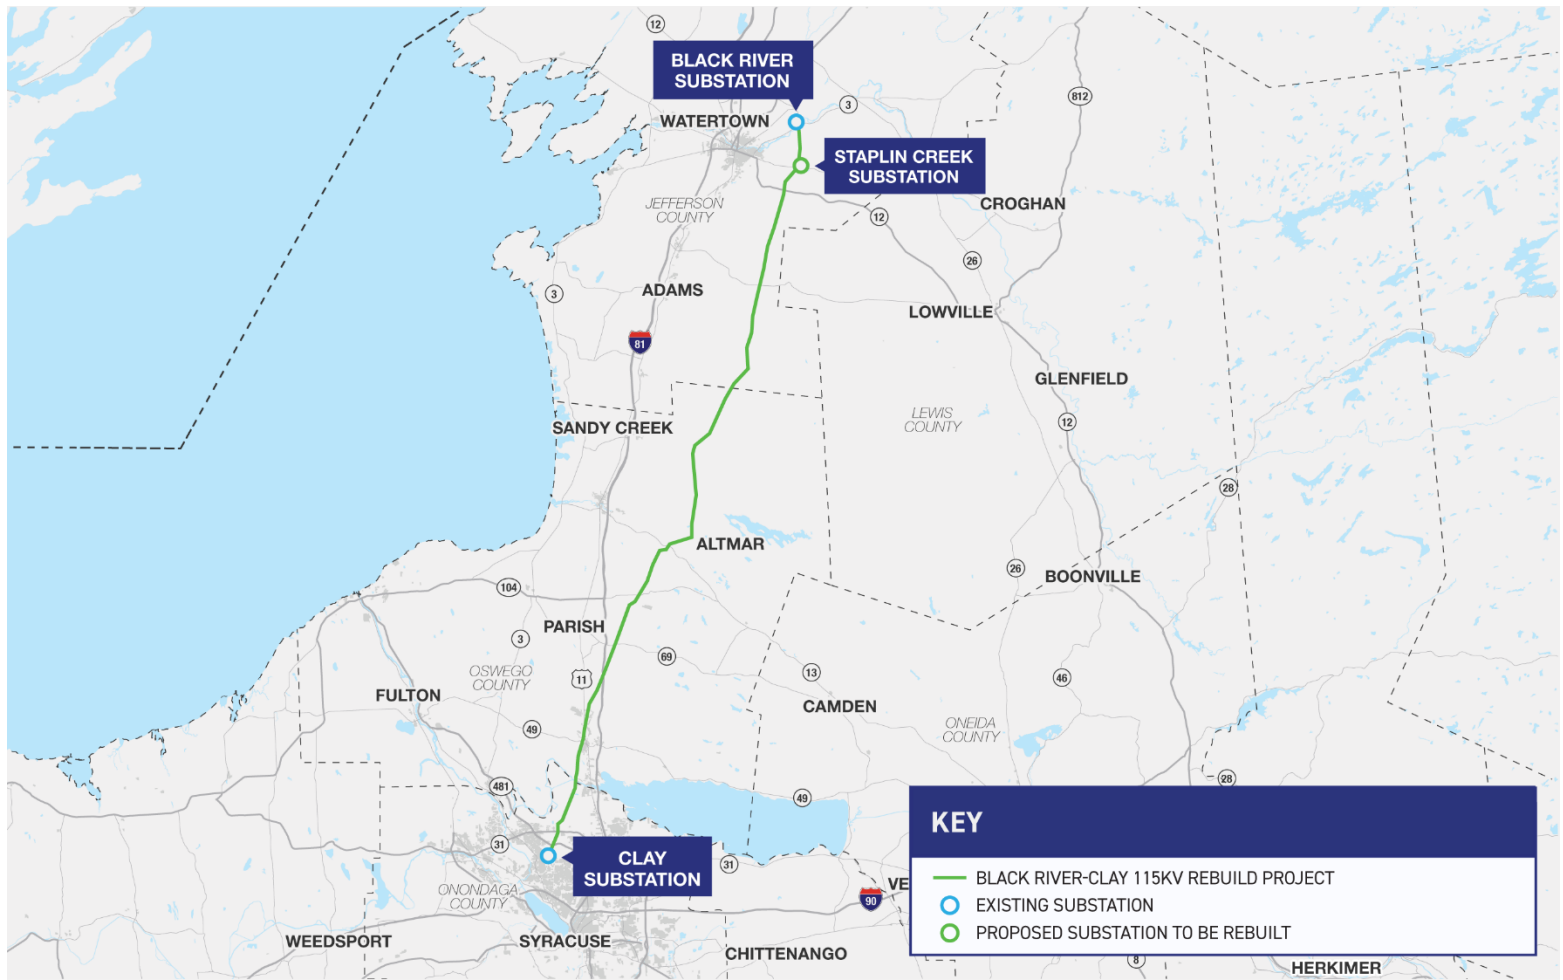 12
BLACK RIVER
SUBSTATION
812
3
WATERTOWN
STAPLIN CREEK
SUBSTATION
JEFFERSON
COUNTY
CROGHAN
12
26
3
ADAMS
LOWVILLE
81
GLENFIELD
LEWIS
COUNTY
12
SANDY CREEK
28
ALTMAR
26
BOONVILLE
104
PARISH
3
69
OSWEGO
COUNTY
11
13
46
FULTON
CAMDEN
49
ONEIDA
COUNTY
28
481
49
KEY
31
CLAY
SUBSTATION
31
BLACK RIVER-CLAY 115KV REBUILD PROJECT
ONONDAGA
COUNTY
VE
90
EXISTING SUBSTATION
PROPOSED SUBSTATION TO BE REBUILT
WEEDSPORT
SYRACUSE
CHITTENANGO
8
HERKIMER